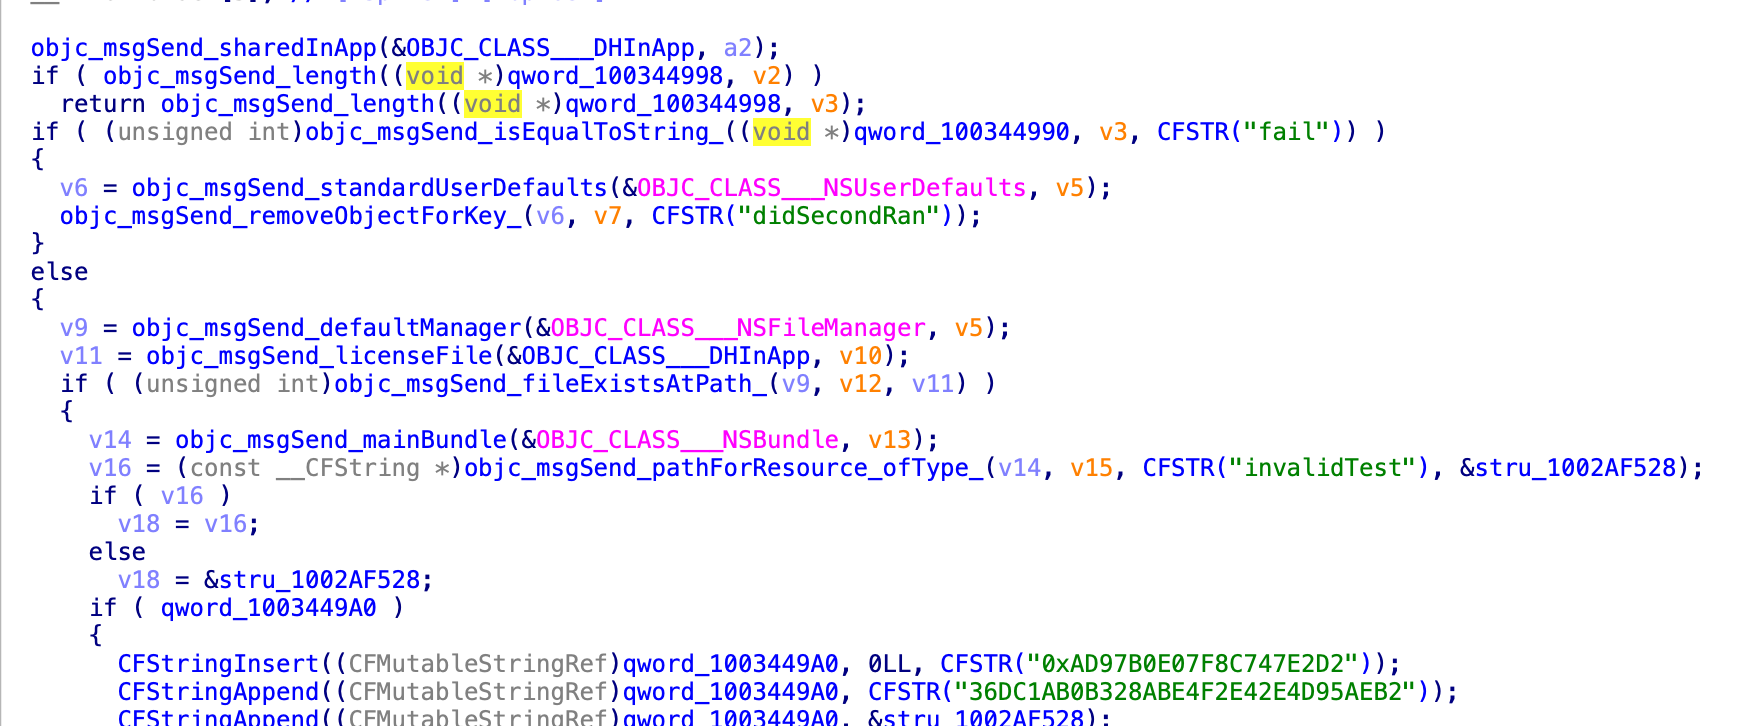 objc_msgSend_sharedInApp(&OBJC_CLASS___DHInApp, a2);
if ( objc_msgSend_length((void *)qword_100344998, v2) )
return objc_msgSend_length((void *)qword_100344998, v3);
if ( (unsigned int)objc_msgSend_isEqualToString_((void *)qword_100344990, v3, CFSTR("fail")) )
{
v6 = objc_msgSend_standardUserDefaults(&OBJC_CLASS___NSUserDefaults, v5);
objc_msgSend_removeObjectForKey_(v6, v7, CFSTR("didSecondRan"));
}
else
{
v9 = objc_msgSend_defaultManager(&OBJC_CLASS___NSFileManager, v5);
v11 = objc_msgSend_licenseFile(&OBJC_CLASS___DHInApp, v10);
if ( (unsigned int)objc_msgSend_fileExistsAtPath_(v9, v12, v11) )
{
v14 = objc_msgSend_mainBundle(&OBJC_CLASS___NSBundle, v13);
v16 = (const __CFString *)objc_msgSend_pathForResource_ofType_(v14, v15, CFSTR("invalidTest"), &stru_1002AF528);
if ( v16 )
v18 = v16;
else
v18 = &stru_1002AF528;
if ( qword_1003449A0 )
{
CFStringInsert((CFMutableStringRef)qword_1003449A0, 0LL, CFSTR("0xAD97B0E07F8C747E2D2"));
CFStringAppend((CFMutableStringRef)qword_1003449A0, CFSTR("36DC1AB0B328ABE4F2E42E4D95AEB2"));
CFStringAppend((CFMutableStringRef)qword_1003449A0, &stru_1002AF528);